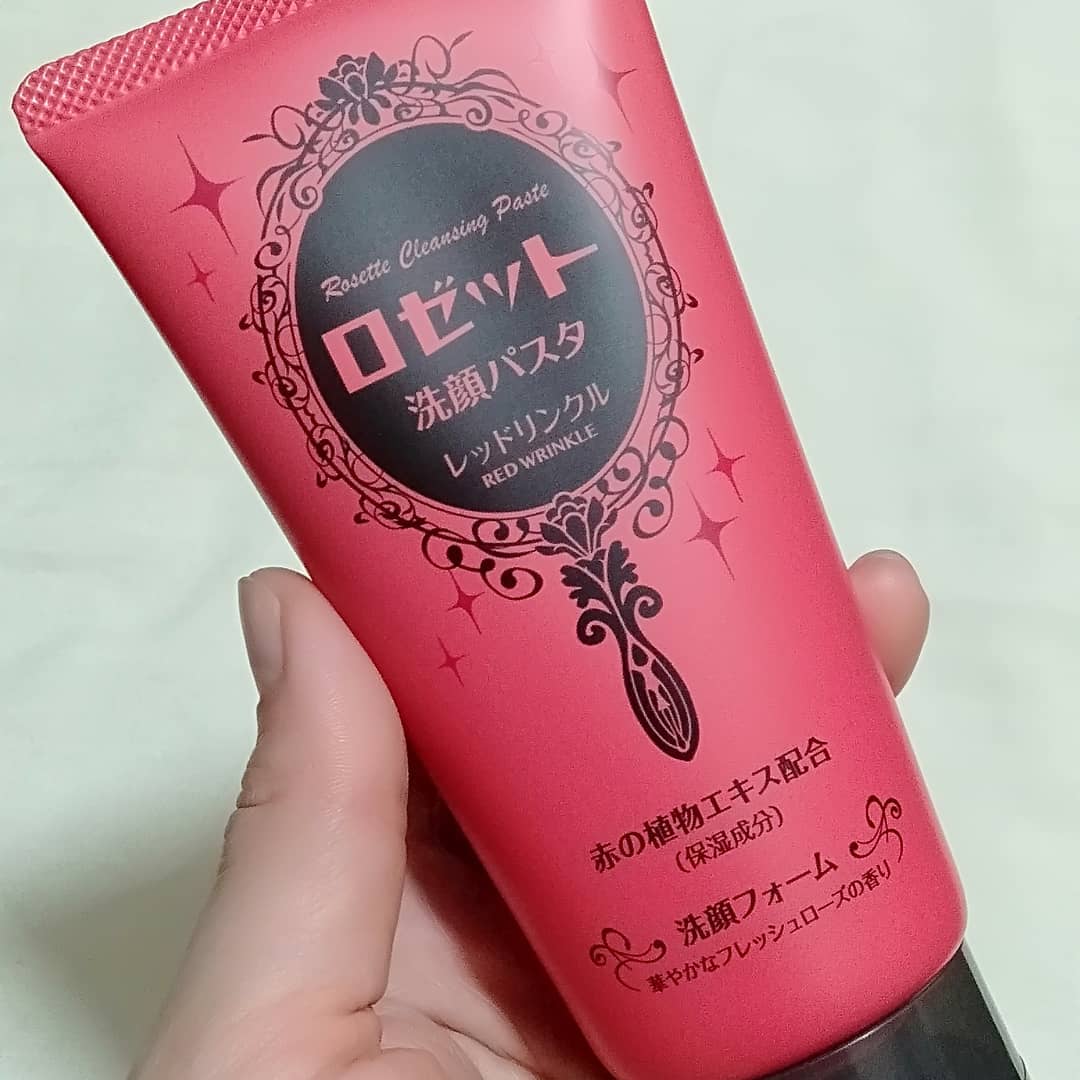 Rosette Cleansing Paste
ロゼット
洗顔パスタ
レッドリンクル
RED WRINKLE
赤の植物エキス配合
(保湿成分)
洗顔フォーム
華やかなフレッシュローズの香り